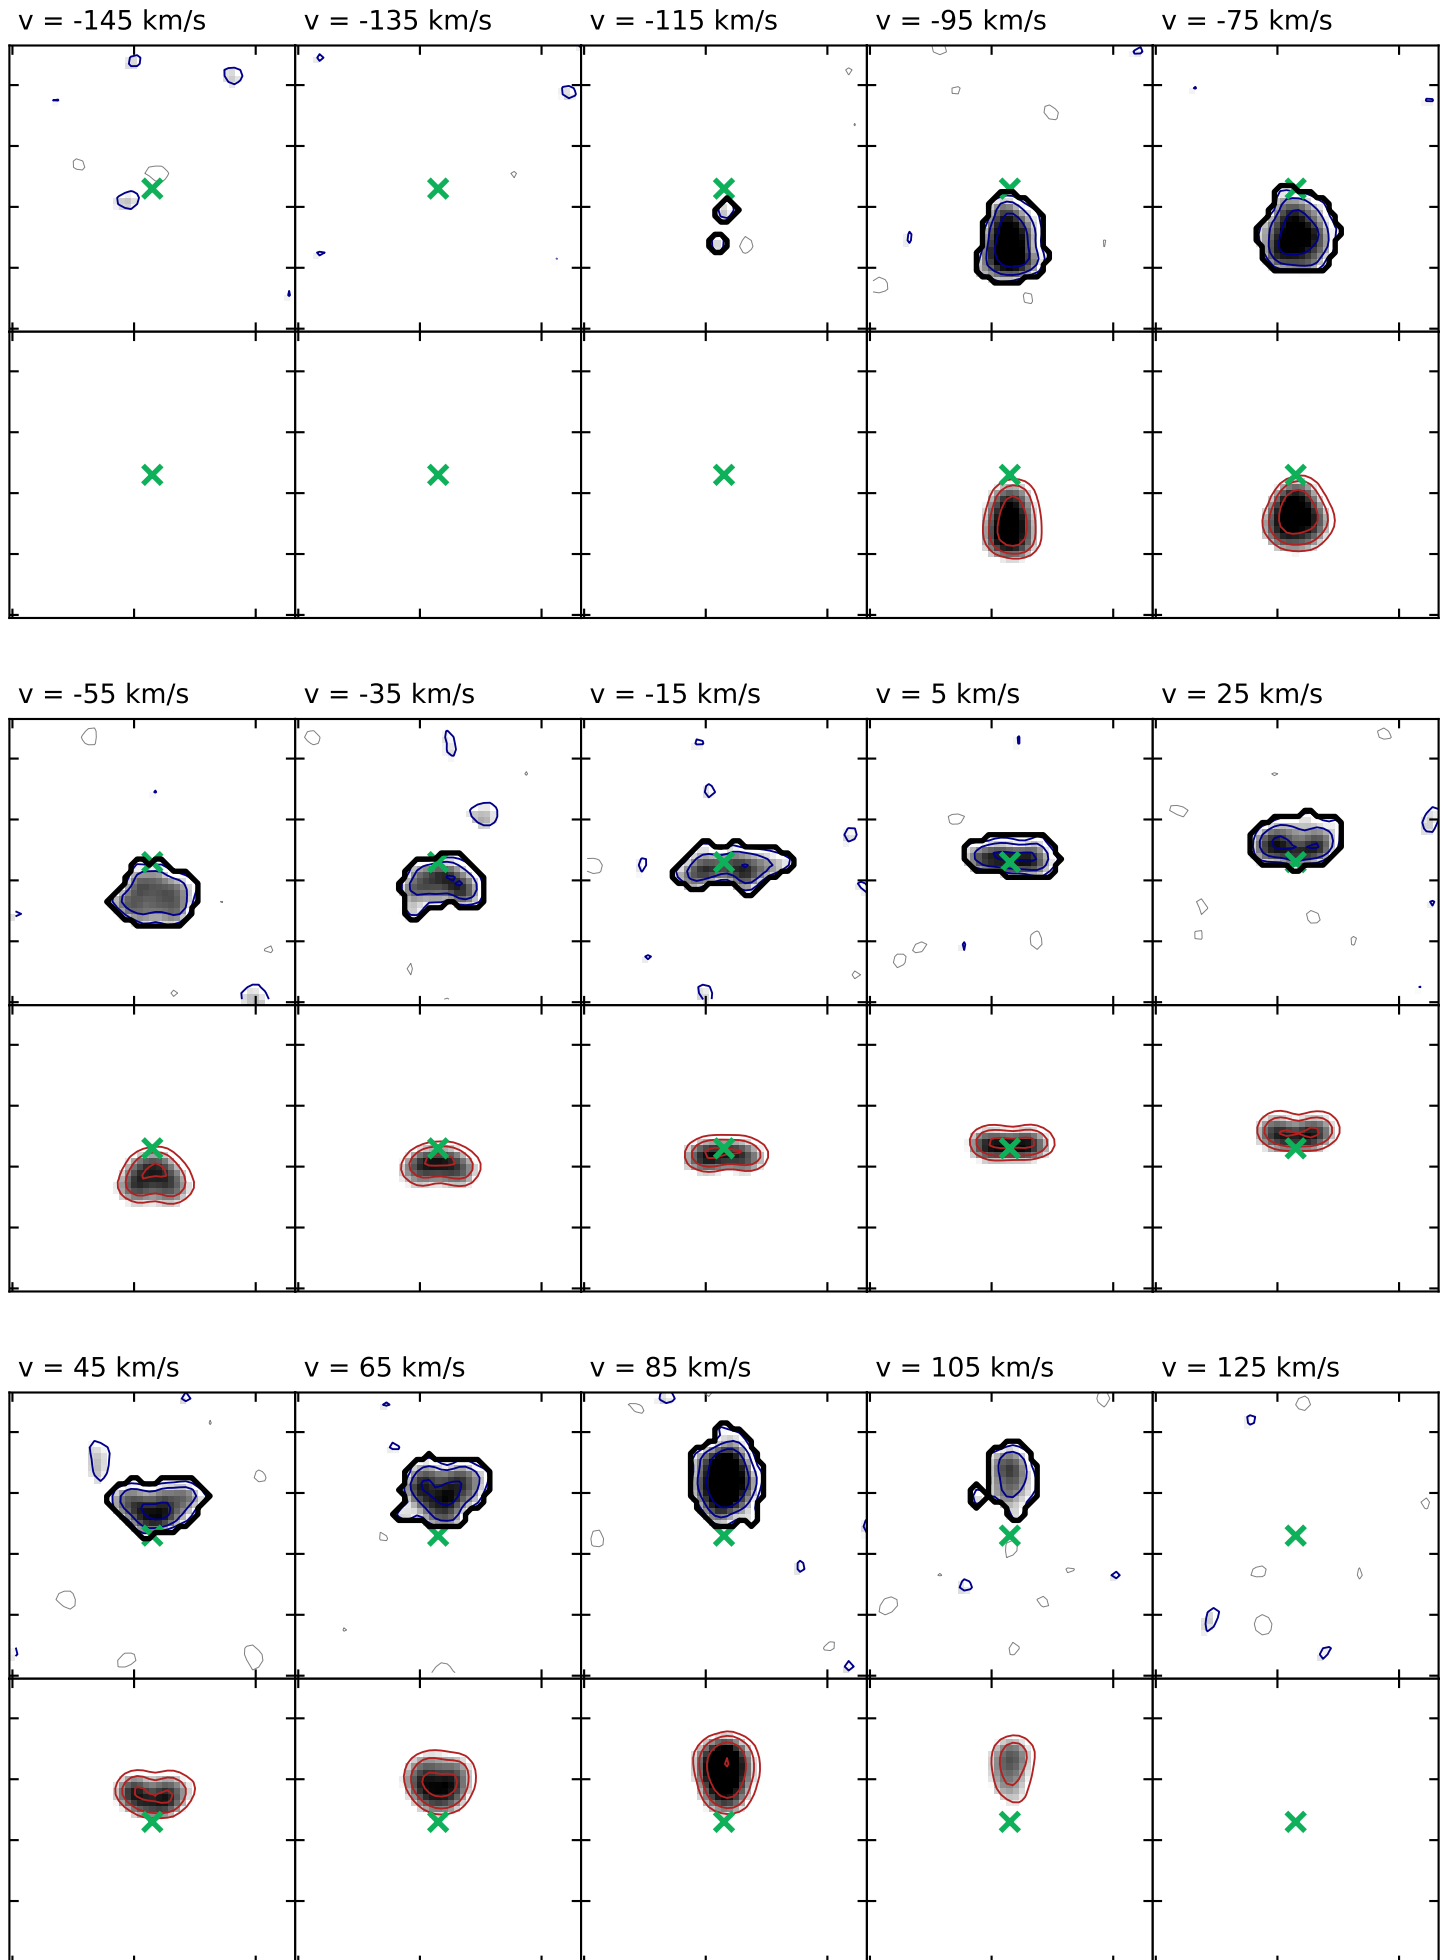 v = -145 km/s v = -135 km/s v = -115 km/s v = -95 km/s v = -75 km/s
v = -55 km/s v = -35 km/s v = -15 km/s v = 5 km/s v = 25 km/s
v = 45 km/s v = 65 km/s v = 85 km/s v = 105 km/s v = 125 km/s